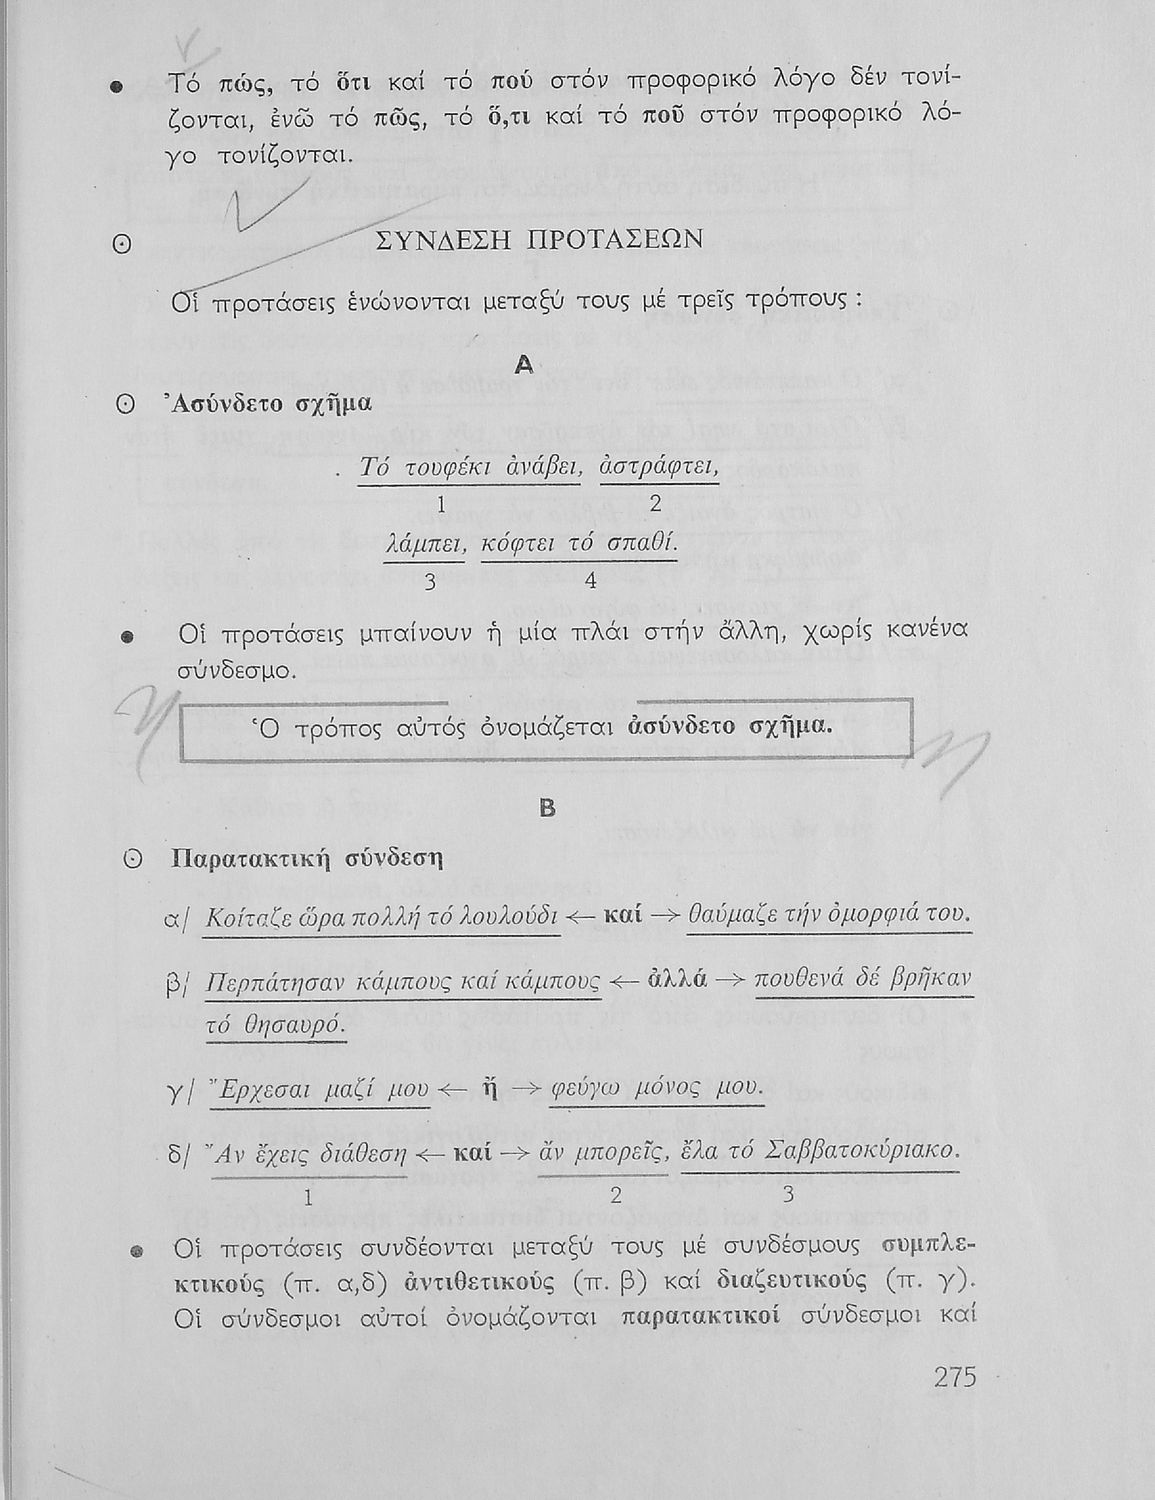 • Τό πώς, τό ὅτι καί τό πού στόν προφορικό λόγο δέν τονί-
ζονται, ἐνῶ τό πῶς, τό ὅ,τι καί τό ποῦ στόν προφορικό λό-
γο τονίζονται.
⊙ ΣΥΝΔΕΣΗ ΠΡΟΤΑΣΕΩΝ
Οἱ προτάσεις ἑνώνονται μεταξύ τους μέ τρεῖς τρόπους :
Α
⊙ Ἀσύνδετο σχῆμα
Τό τουφέκι ἀνάβει, ἀστράφτει,
1 2
λάμπει, κόφτει τό σπαθί.
3 4
• Οἱ προτάσεις μπαίνουν ἡ μία πλάι στήν ἄλλη, χωρίς κανένα
σύνδεσμο.
Ὁ τρόπος αὐτός ὀνομάζεται ἀσύνδετο σχῆμα.
Β
⊙ Παρατακτική σύνδεση
α/ Κοίταζε ὥρα πολλή τό λουλούδι <— καί —> θαύμαζε τήν ὀμορφιά του.
β/ Περπάτησαν κάμπους καί κάμπους <— ἀλλά —> πουθενά δέ βρῆκαν
τό θησαυρό.
γ/ Ἔρχεσαι μαζί μου <— ἤ —> φεύγω μόνος μου.
δ/ Ἄν ἔχεις διάθεση <— καί —> ἄν μπορεῖς, ἔλα τό Σαββατοκύριακο.
1 2 3
• Οἱ προτάσεις συνδέονται μεταξύ τους μέ συνδέσμους συμπλε-
κτικούς (π. α,δ) ἀντιθετικούς (π. β) καί διαζευτικούς (π. γ).
Οἱ σύνδεσμοι αὐτοί ὀνομάζονται παρατακτικοί σύνδεσμοι καί
275